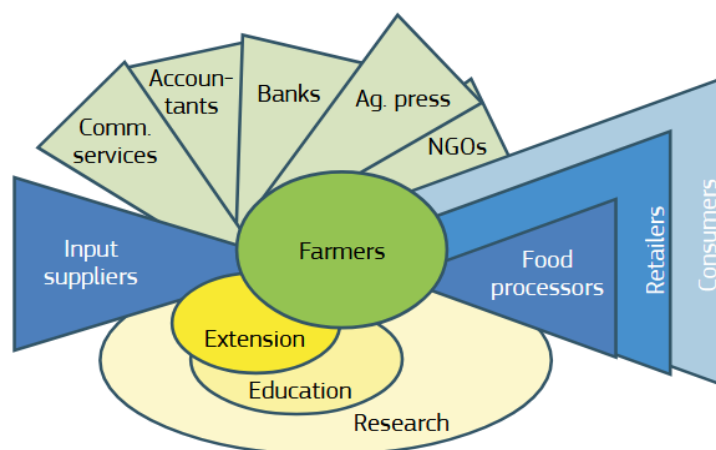 Accoun-
tants
Banks
Ag. press
Comm.
services
NGOs
Input
suppliers
Farmers
Food
processors
Retailers
Consumers
Extension
Education
Research